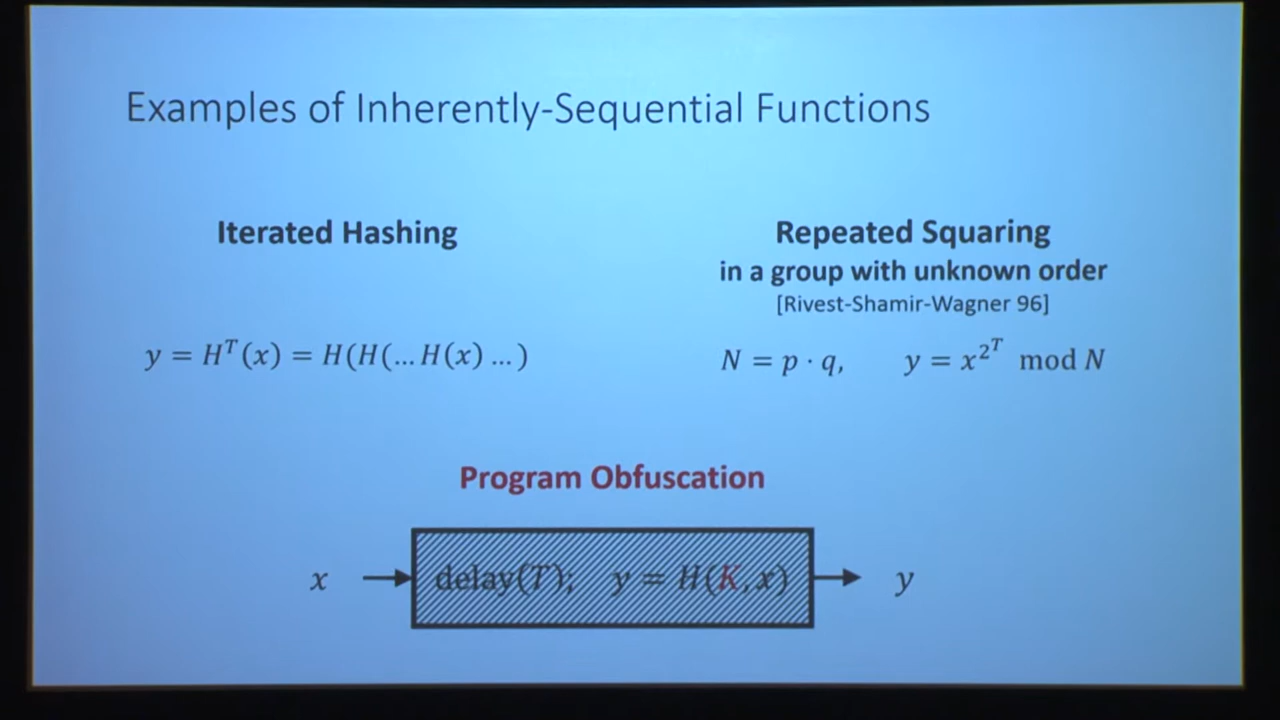 Examples of Inherently-Sequential Functions
Iterated Hashing
Repeated Squaring
in a group with unknown order
[Rivest-Shamir-Wagner 96]
y = H^T(x) = H(H(… H(x) … )
N = p · q, y = x^{2^T} mod N
Program Obfuscation
x
delay(T); y = H(K, x)
y